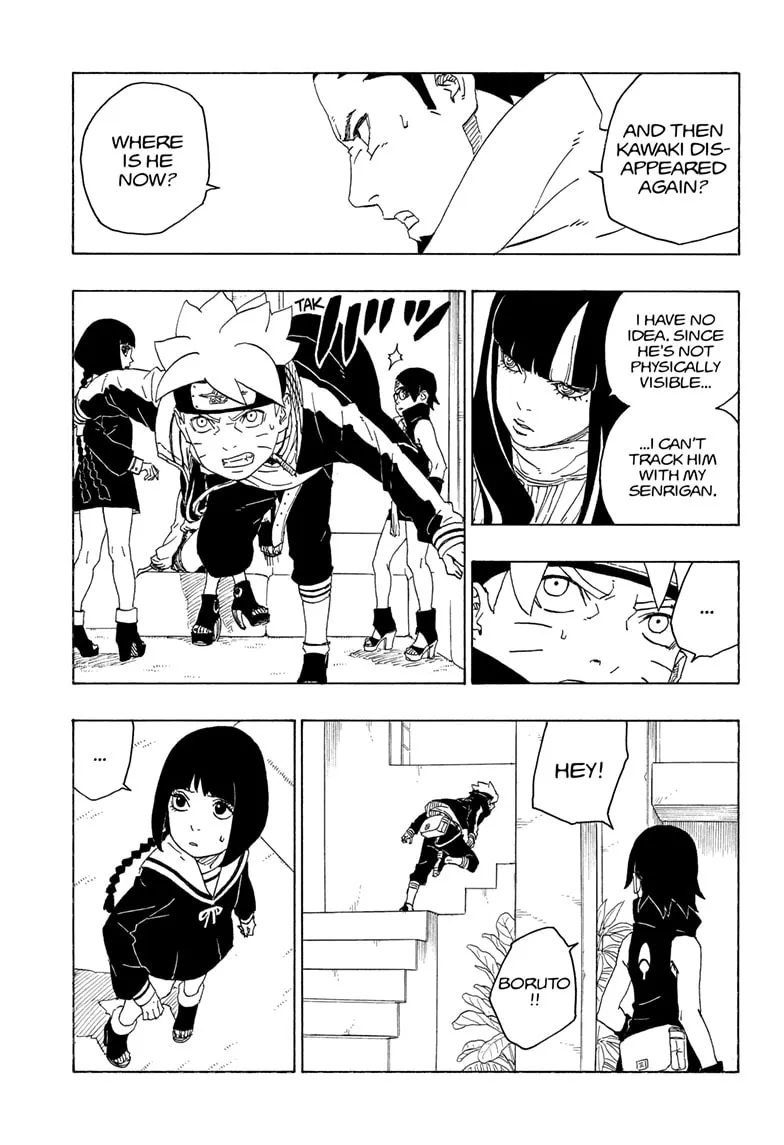 AND THEN
KAWAKI DIS-
APPEARED
AGAIN?
WHERE
IS HE
NOW?
I HAVE NO
IDEA. SINCE
HE'S NOT
PHYSICALLY
VISIBLE...
...I CAN'T
TRACK HIM
WITH MY
SENRIGAN.
TAK
...
HEY!
BORUTO
!!
...